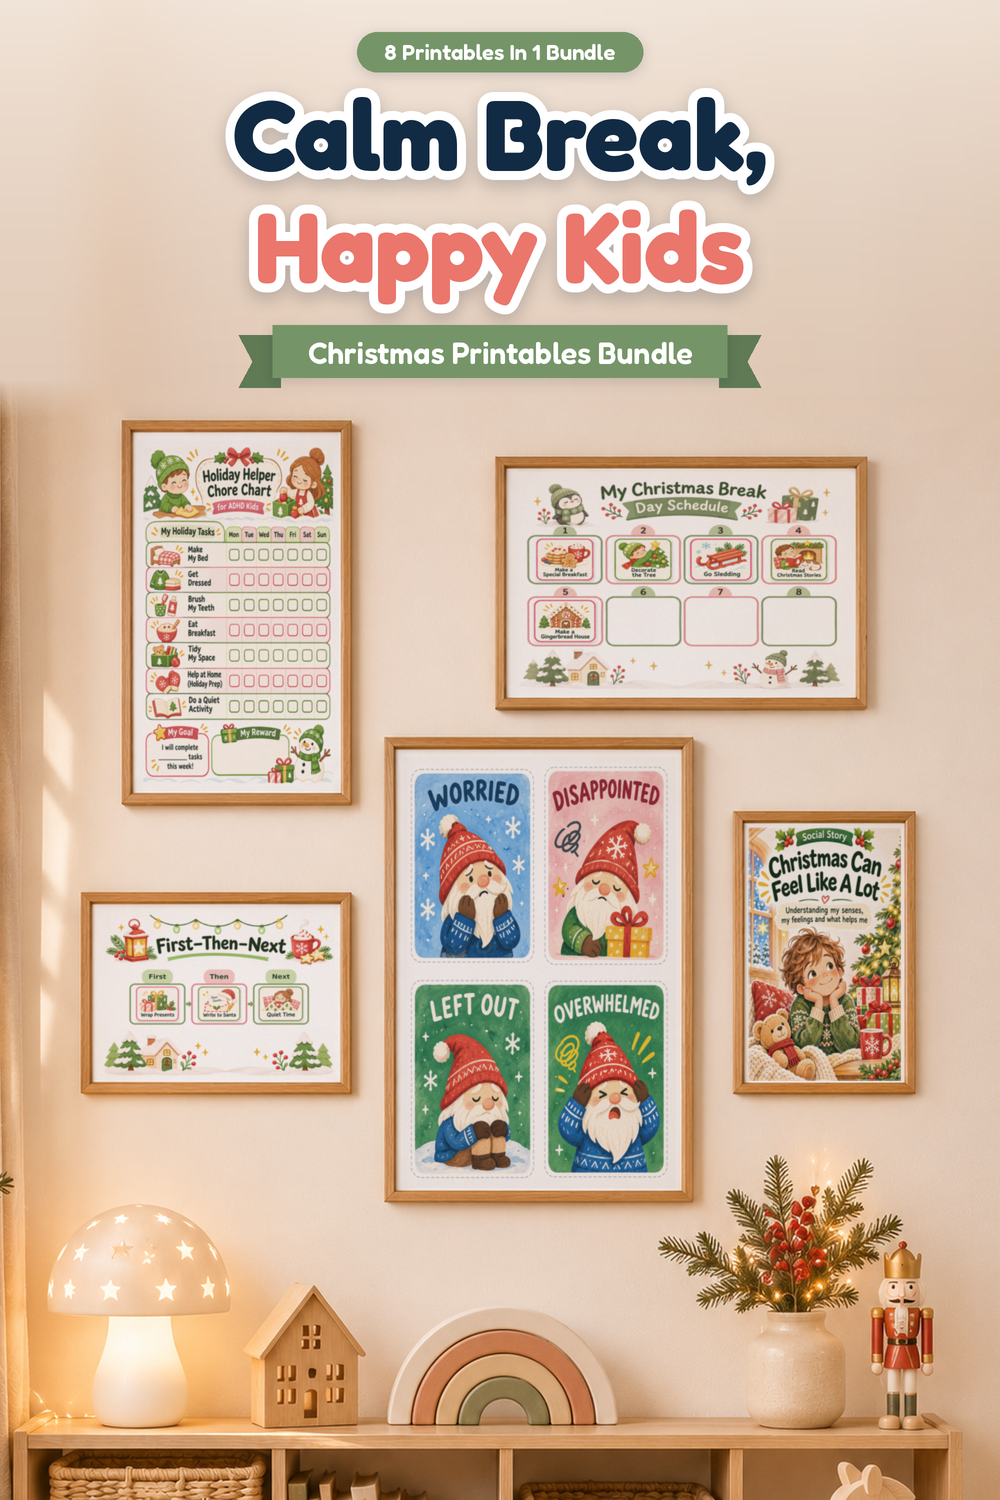 8 Printables In 1 Bundle
Calm Break,
Happy Kids
Christmas Printables Bundle
Holiday Helper
Chore Chart
for ADHD Kids
My Holiday Tasks
Mon Tue Wed Thu Fri Sat Sun
Make
My Bed
Get
Dressed
Brush
My Teeth
Eat
Breakfast
Tidy
My Space
Help at Home
(Holiday Prep)
Do a Quiet
Activity
My Goal
I will complete
______ tasks
this week!
My Reward
My Christmas Break
Day Schedule
1 2 3 4
Make a
Special Breakfast
Decorate
the Tree
Go Sledding
Read
Christmas Stories
5 6 7 8
Make a
Gingerbread House
WORRIED
DISAPPOINTED
LEFT OUT
OVERWHELMED
Social Story
Christmas Can
Feel Like A Lot
Understanding my senses,
my feelings and what helps me
First-Then-Next
First Then Next
Wrap Presents
Write to Santa
Quiet Time